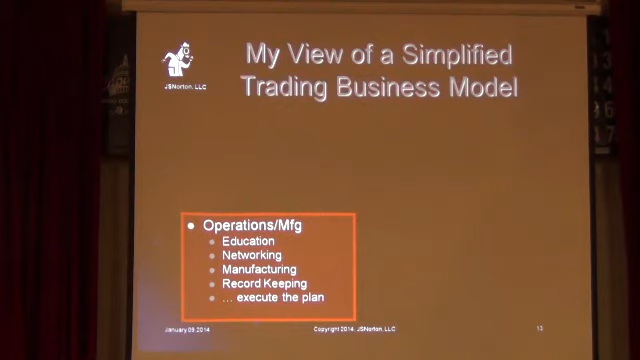 My View of a Simplified
Trading Business Model
JSNorton, LLC
Operations/Mfg
Education
Networking
Manufacturing
Record Keeping
... execute the plan
January 09,2014
Copyright 2014, JSNorton, LLC
13